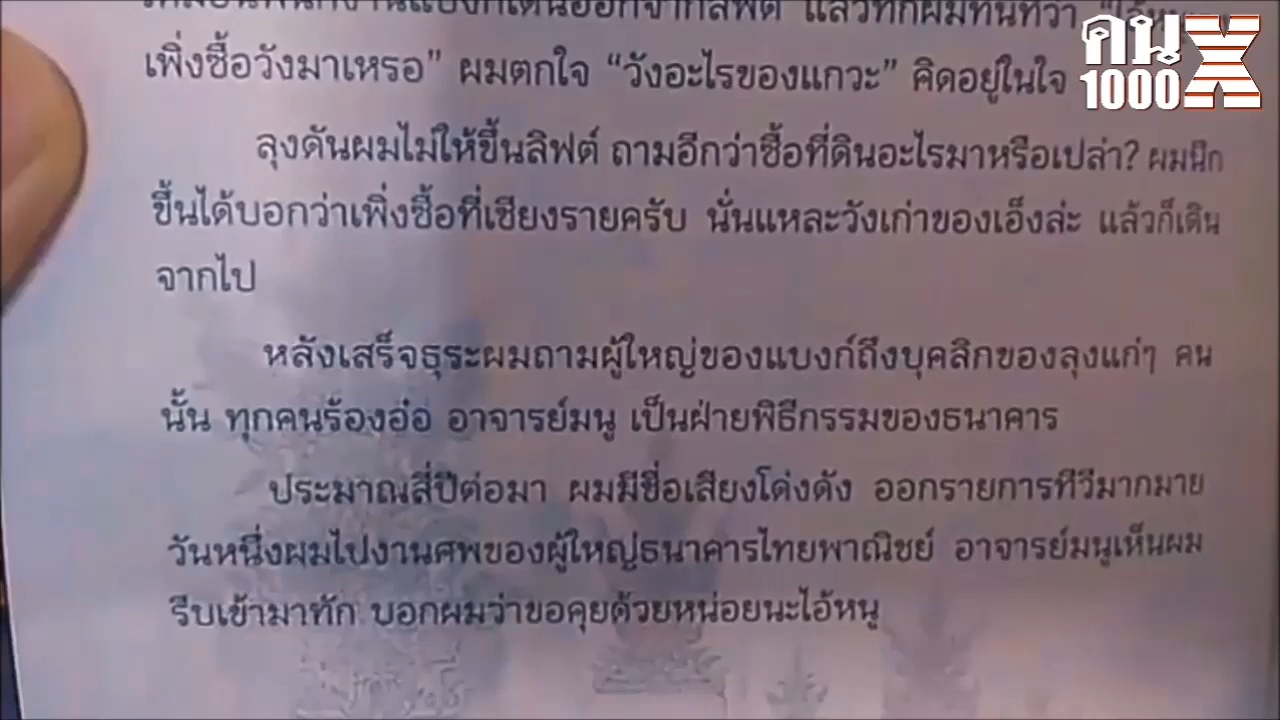 แล้วทักผมทันทีว่า
เพิ่งซื้อวังมาเหรอ” ผมตกใจ “วังอะไรของแกวะ” คิดอยู่ในใจ
ลุงดันผมไม่ให้ขึ้นลิฟต์ ถามอีกว่าซื้อที่ดินอะไรมาหรือเปล่า? ผมนึก
ขึ้นได้บอกว่าเพิ่งซื้อที่เชียงรายครับ นั่นแหละวังเก่าของเอ็งล่ะ แล้วก็เดิน
จากไป
หลังเสร็จธุระผมถามผู้ใหญ่ของแบงก์ถึงบุคลิกของลุงแก่ๆ คน
นั้น ทุกคนร้องอ๋อ อาจารย์มนู เป็นฝ่ายพิธีกรรมของธนาคาร
ประมาณสี่ปีต่อมา ผมมีชื่อเสียงโด่งดัง ออกรายการทีวีมากมาย
วันหนึ่งผมไปงานศพของผู้ใหญ่ธนาคารไทยพาณิชย์ อาจารย์มนูเห็นผม
รีบเข้ามาทัก บอกผมว่าขอคุยด้วยหน่อยนะไอ้หนู
คน
1000
X